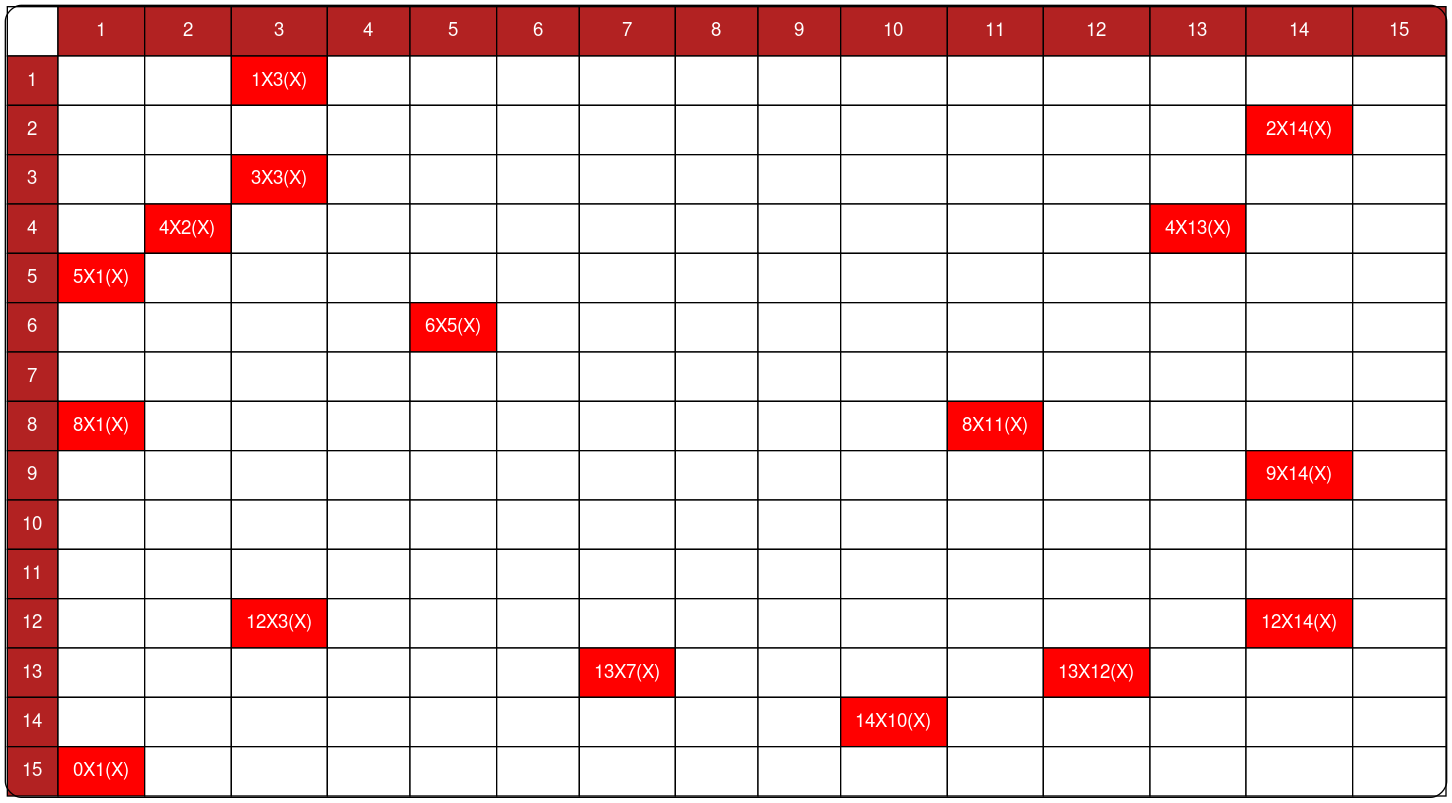 1 2 3 4 5 6 7 8 9 10 11 12 13 14 15
1 1X3(X)
2 2X14(X)
3 3X3(X)
4 4X2(X) 4X13(X)
5 5X1(X)
6 6X5(X)
7
8 8X1(X) 8X11(X)
9 9X14(X)
10
11
12 12X3(X) 12X14(X)
13 13X7(X) 13X12(X)
14 14X10(X)
15 0X1(X)